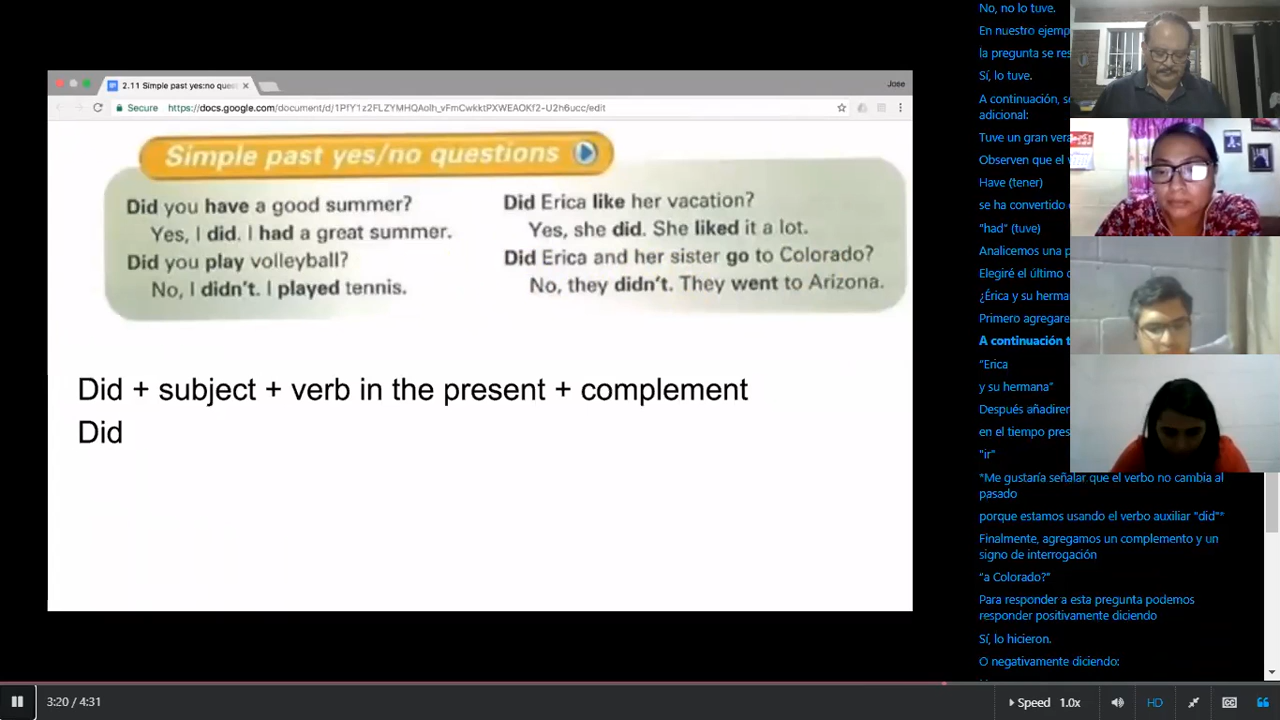 2.11 Simple past yes:no ques
Jose
Secure https://docs.google.com/document/d/1PfY1z2FLZYMHQAolh_vFmCwkktPXWEAOKf2-U2h6ucc/edit
Simple past yes:no questions
Did you have a good summer?
Yes, I did. I had a great summer.
Did you play volleyball?
No, I didn't. I played tennis.
Did Erica like her vacation?
Yes, she did. She liked it a lot.
Did Erica and her sister go to Colorado?
No, they didn't. They went to Arizona.
Did + subject + verb in the present + complement
Did
No, no lo tuve.
En nuestro ejemp
la pregunta se res
Sí, lo tuve.
A continuación, se
adicional:
Tuve un gran vera
Observen que el v
Have (tener)
se ha convertido
"had" (tuve)
Analicemos una p
Elegiré el último
¿Érica y su herma
Primero agregare
A continuación t
"Erica
y su hermana"
Después añadirem
en el tiempo pres
"ir"
*Me gustaría señalar que el verbo no cambia al
pasado
porque estamos usando el verbo auxiliar "did"*
Finalmente, agregamos un complemento y un
signo de interrogación
"a Colorado?"
Para responder a esta pregunta podemos
responder positivamente diciendo
Sí, lo hicieron.
O negativamente diciendo:
3:20 / 4:31
Speed 1.0x
HD